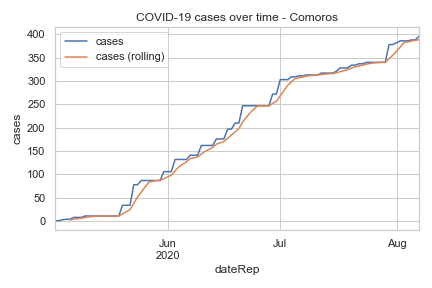 COVID-19 cases over time - Comoros
cases
cases (rolling)
400
350
300
250
200
150
100
50
0
cases
Jun
2020
Jul
Aug
dateRep